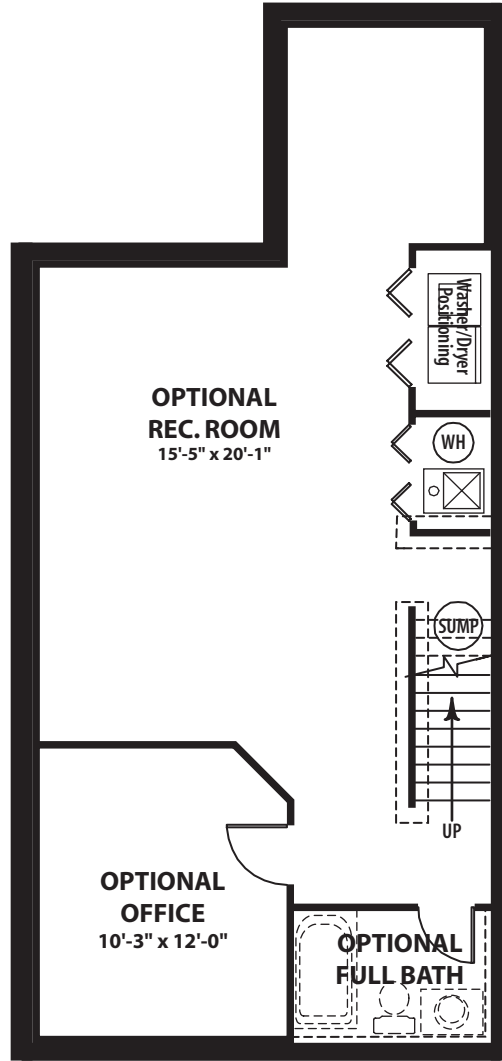 Washer/Dryer
Positioning
OPTIONAL
REC. ROOM
15'-5" x 20'-1"
WH
SUMP
UP
OPTIONAL
OFFICE
10'-3" x 12'-0"
OPTIONAL
FULL BATH